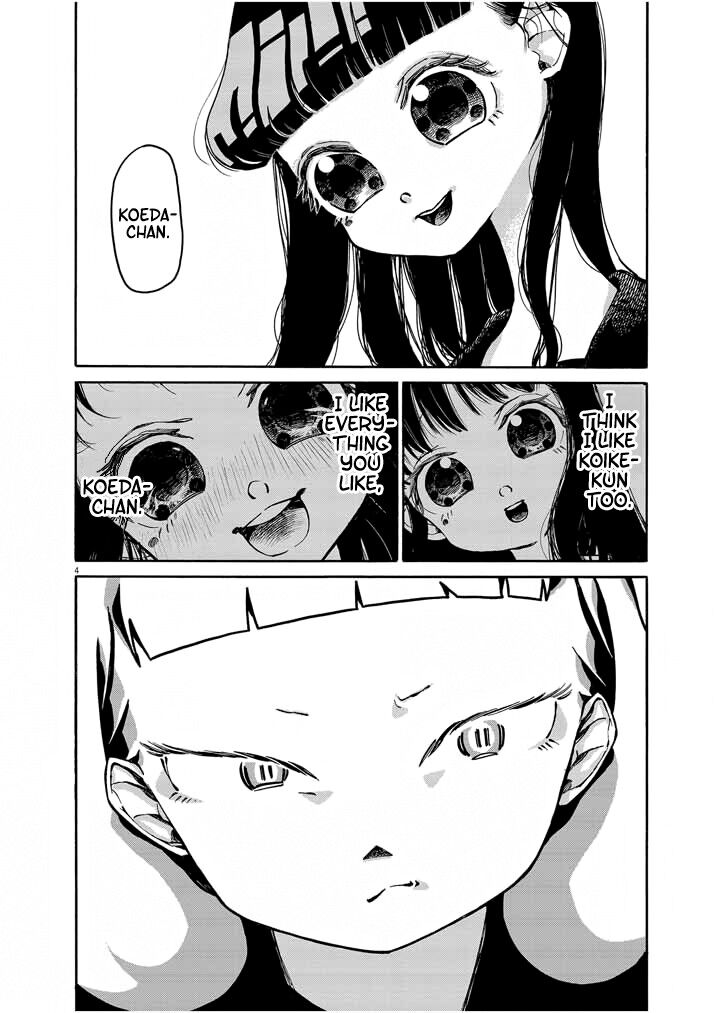 KOEDA-
CHAN.
I
THINK
I LIKE
KOIKE-
KUN
TOO.
I LIKE
EVERY-
THING
YOU
LIKE,
KOEDA-
CHAN.
4